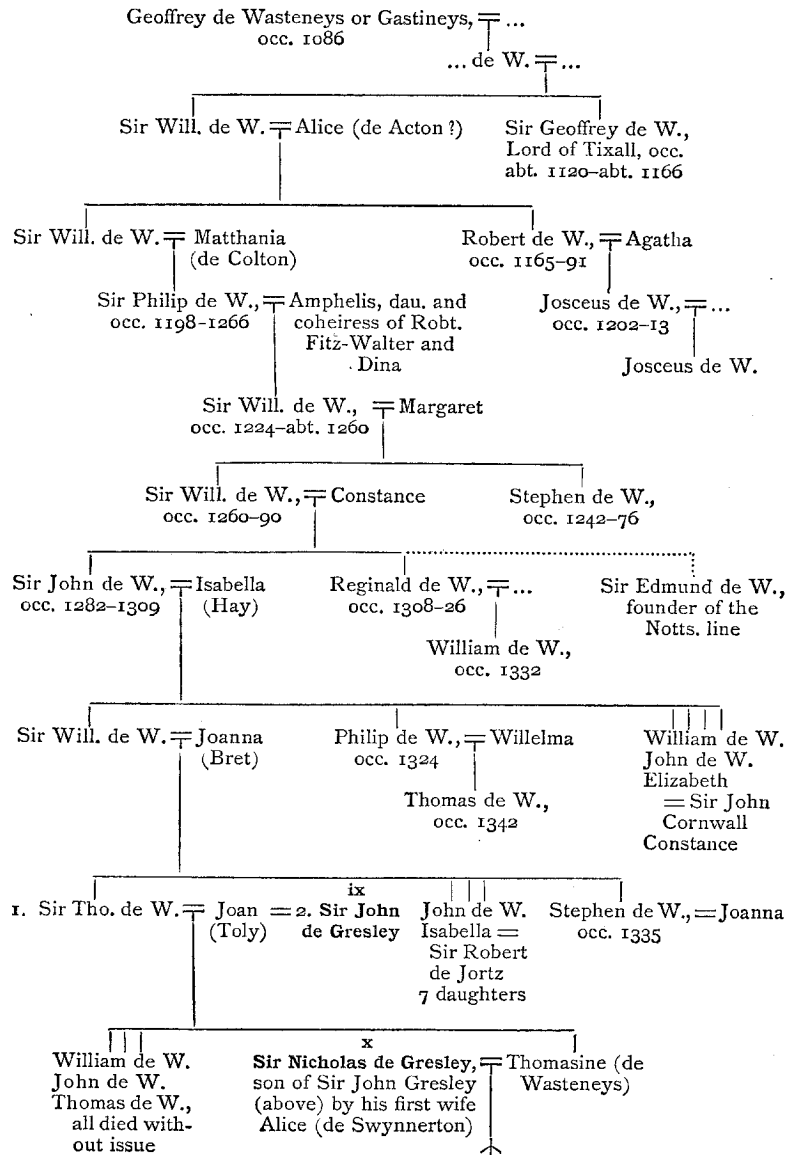 Geoffrey de Wasteneys or Gastineys, = ...
occ. 1086
... de W. = ...
Sir Will. de W. = Alice (de Acton ?)
Sir Geoffrey de W.,
Lord of Tixall, occ.
abt. 1120–abt. 1166
Sir Will. de W. = Matthania
(de Colton)
Robert de W., = Agatha
occ. 1165–91
Sir Philip de W., = Amphelis, dau. and
occ. 1198–1266 coheiress of Robt.
Fitz-Walter and
Dina
Josceus de W., = ...
occ. 1202–13
Josceus de W.
Sir Will. de W., = Margaret
occ. 1224–abt. 1260
Sir Will. de W., = Constance
occ. 1260–90
Stephen de W.,
occ. 1242–76
Sir John de W., = Isabella
occ. 1282–1309 (Hay)
Reginald de W., = ...
occ. 1308–26
Sir Edmund de W.,
founder of the
Notts. line
William de W.,
occ. 1332
Sir Will. de W. = Joanna
(Bret)
Philip de W., = Willelma
occ. 1324
William de W.
John de W.
Elizabeth
= Sir John
Cornwall
Constance
Thomas de W.,
occ. 1342
ix
1. Sir Tho. de W. = Joan = 2. Sir John
(Toly) de Gresley
John de W.
Isabella =
Sir Robert
de Jortz
7 daughters
Stephen de W., = Joanna
occ. 1335
William de W.
John de W.
Thomas de W.,
all died with-
out issue
x
Sir Nicholas de Gresley, = Thomasine (de
son of Sir John Gresley Wasteneys)
(above) by his first wife
Alice (de Swynnerton)